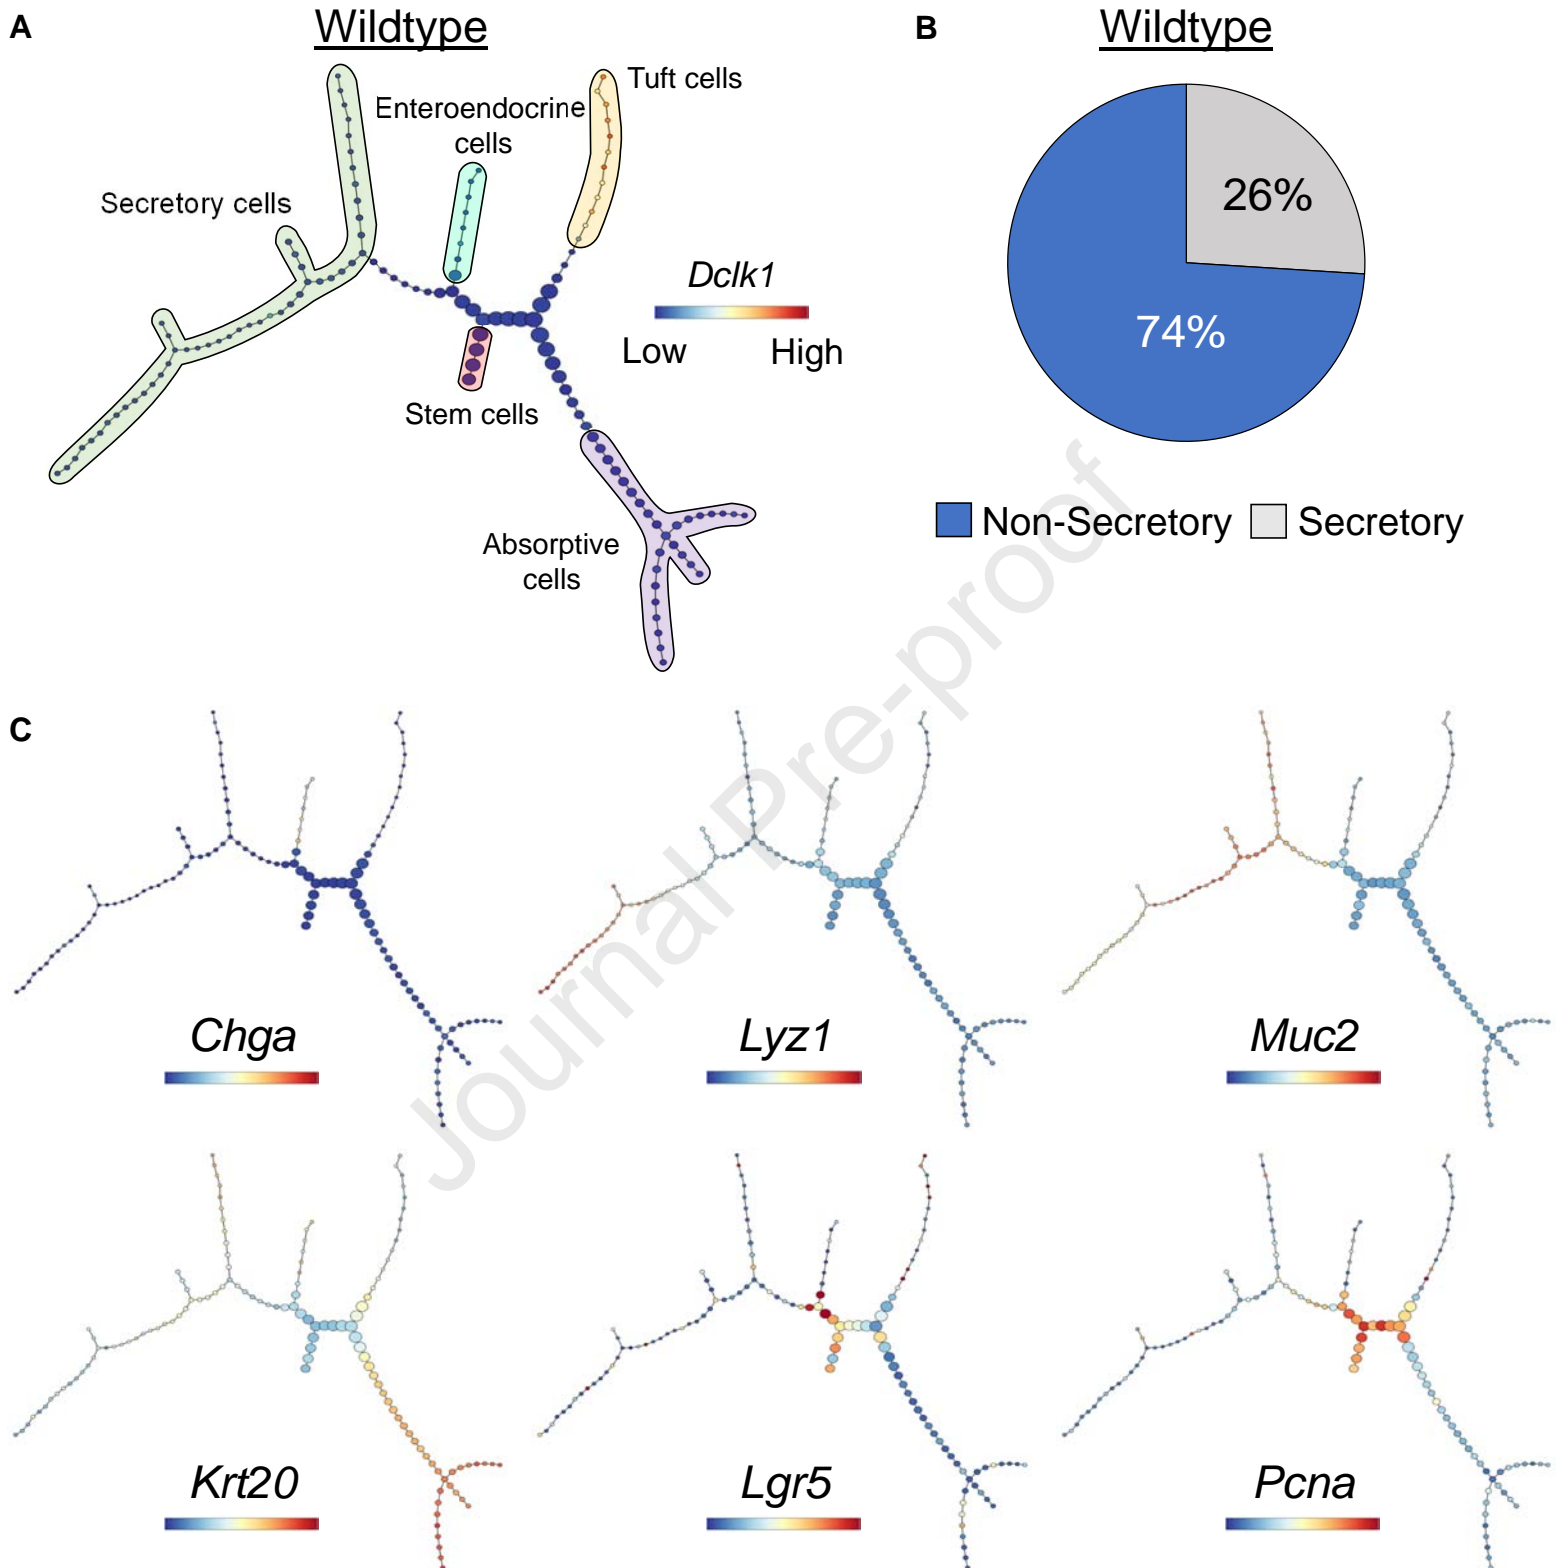 A
Wildtype
Tuft cells
Enteroendocrine
cells
Secretory cells
Dclk1
Low High
Stem cells
Absorptive
cells
B
Wildtype
26%
74%
Non-Secretory Secretory
Journal Pre-proof
C
Chga
Lyz1
Muc2
Krt20
Lgr5
Pcna